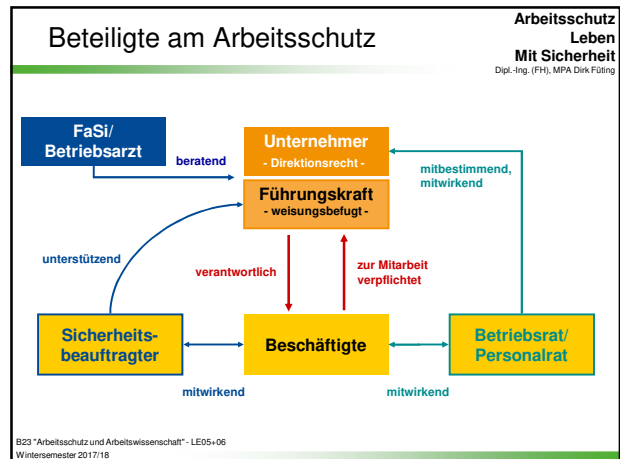 Beteiligte am Arbeitsschutz
Arbeitsschutz
Leben
Mit Sicherheit
Dipl.-Ing. (FH), MPA Dirk Füting
FaSi/
Betriebsarzt
beratend
Unternehmer
- Direktionsrecht -
mitbestimmend,
mitwirkend
Führungskraft
- weisungsbefugt -
unterstützend
verantwortlich
zur Mitarbeit
verpflichtet
Sicherheits-
beauftragter
Beschäftigte
Betriebsrat/
Personalrat
mitwirkend
mitwirkend
B23 "Arbeitsschutz und Arbeitswissenschaft" - LE05+06
Wintersemester 2017/18